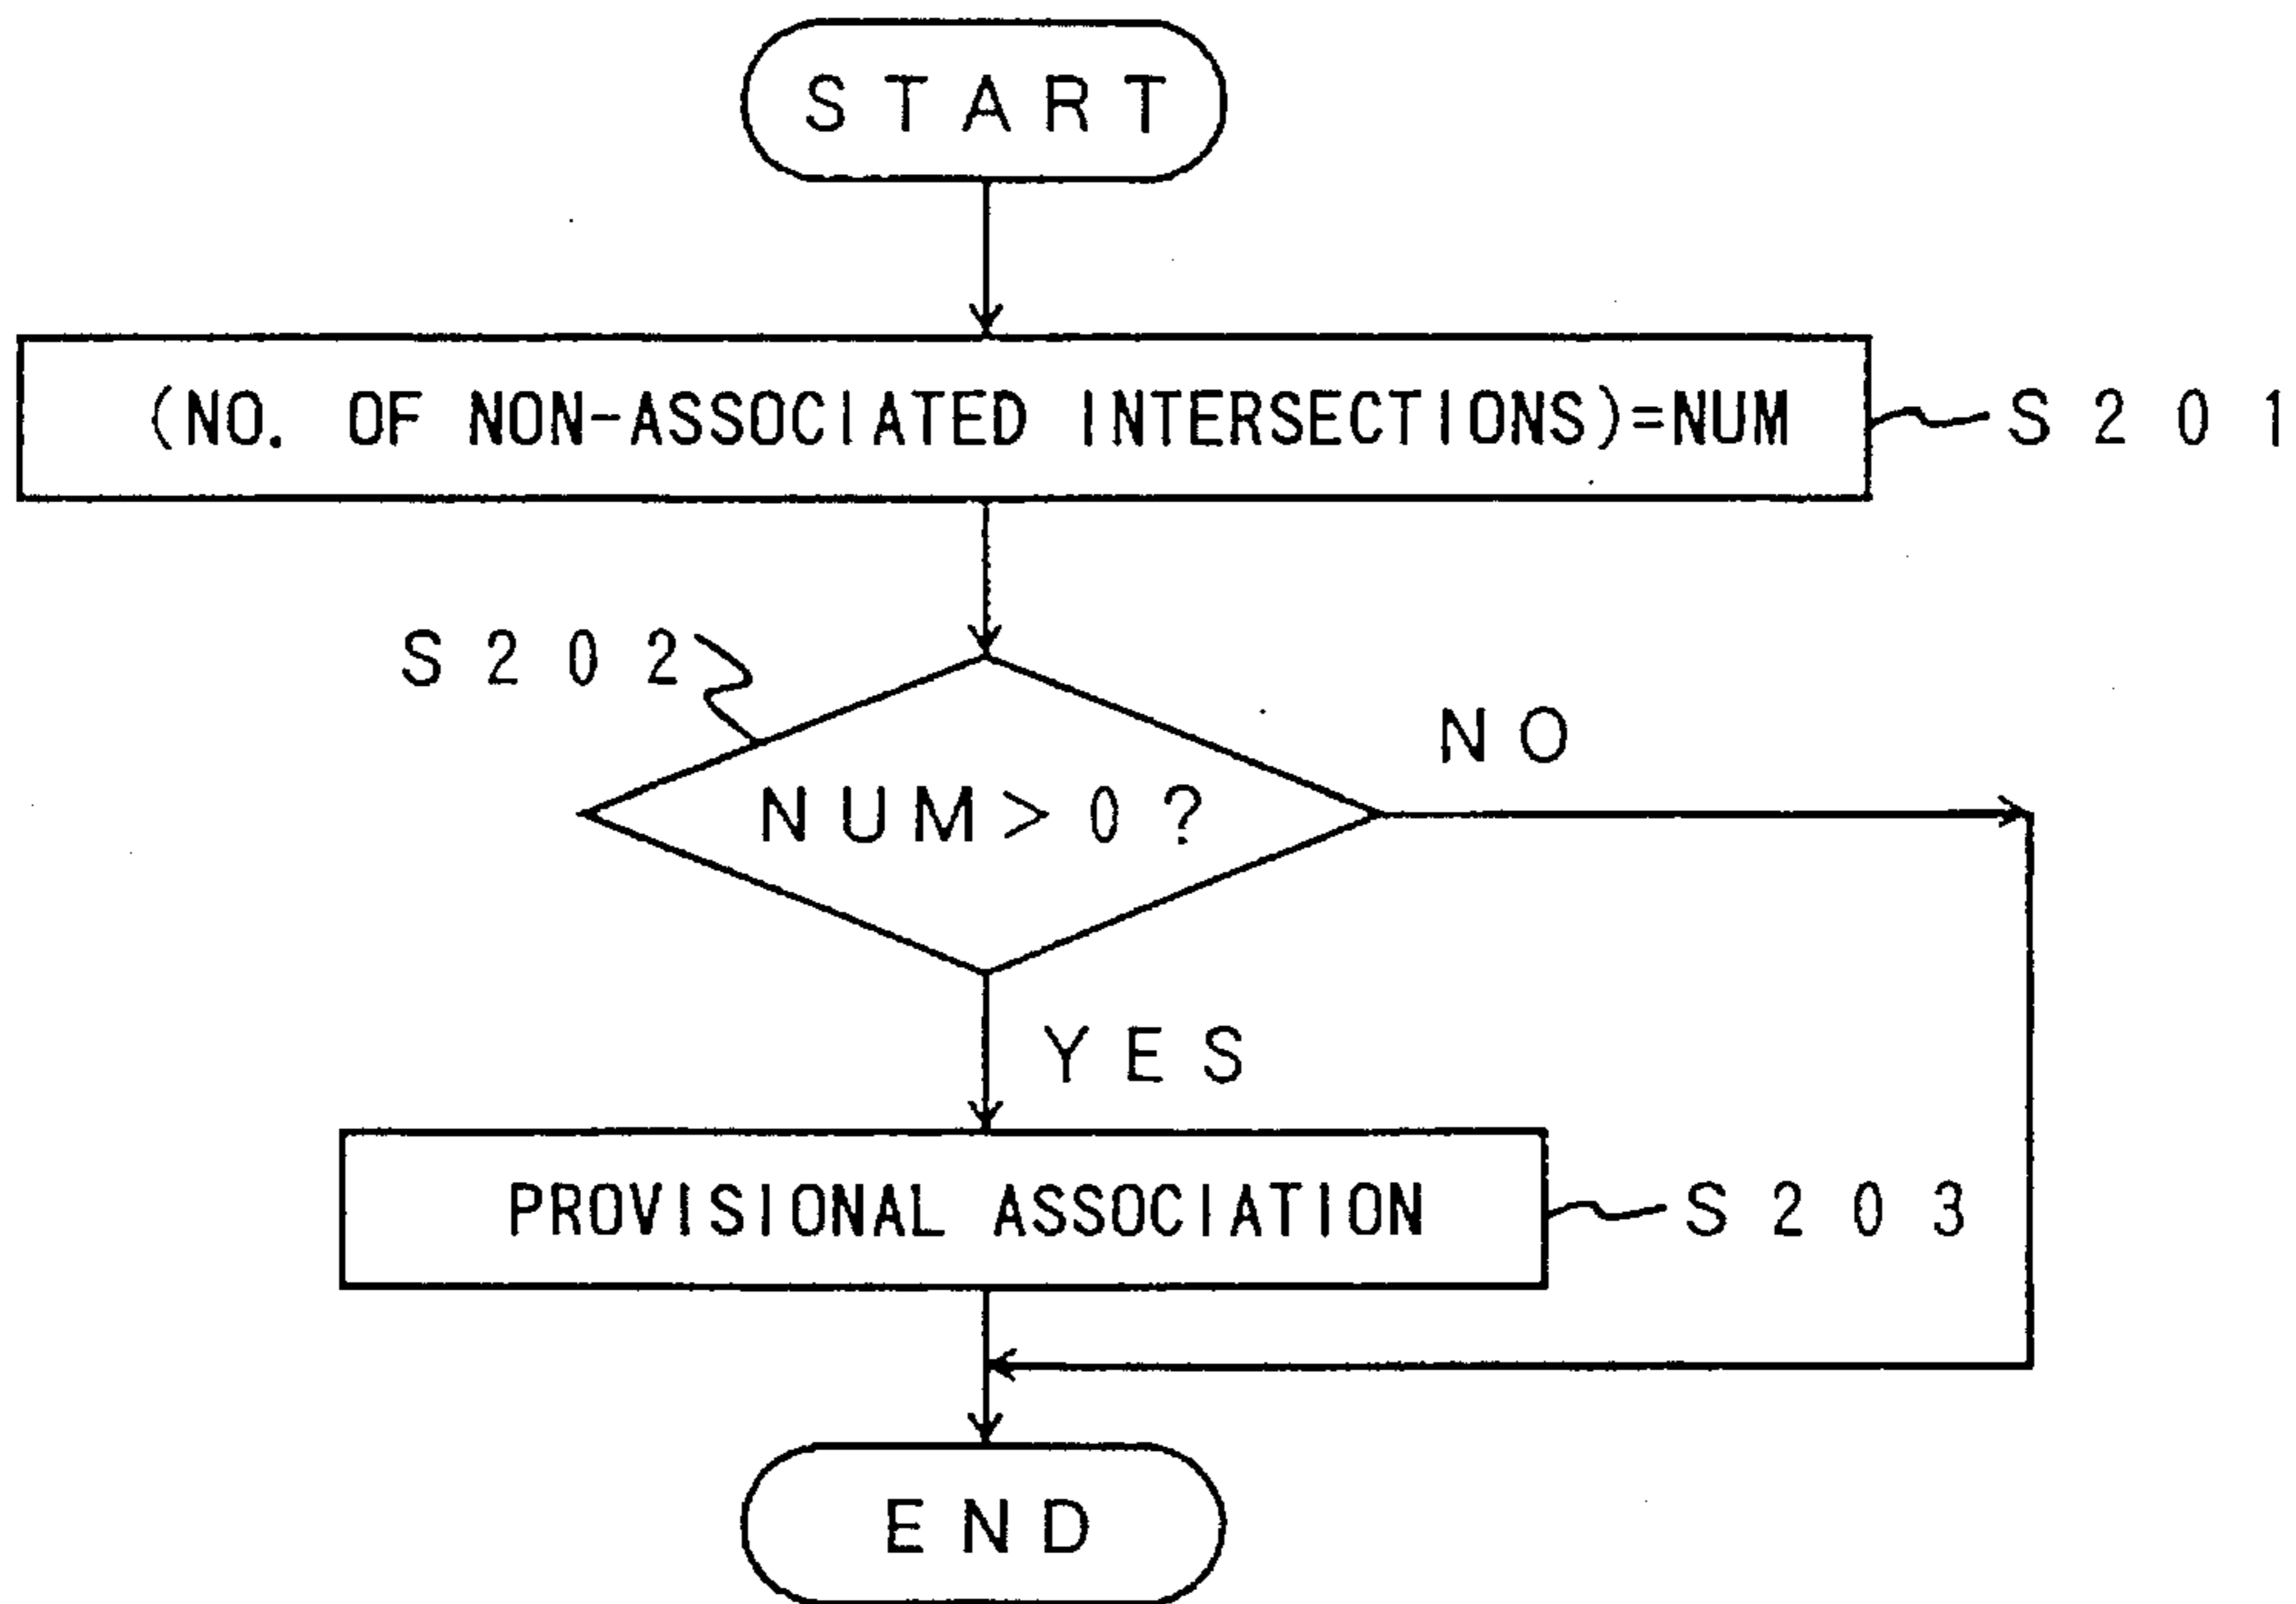 START
(NO. OF NON-ASSOCIATED INTERSECTIONS)=NUM
S201
S202
NUM>0?
NO
YES
PROVISIONAL ASSOCIATION
S203
END